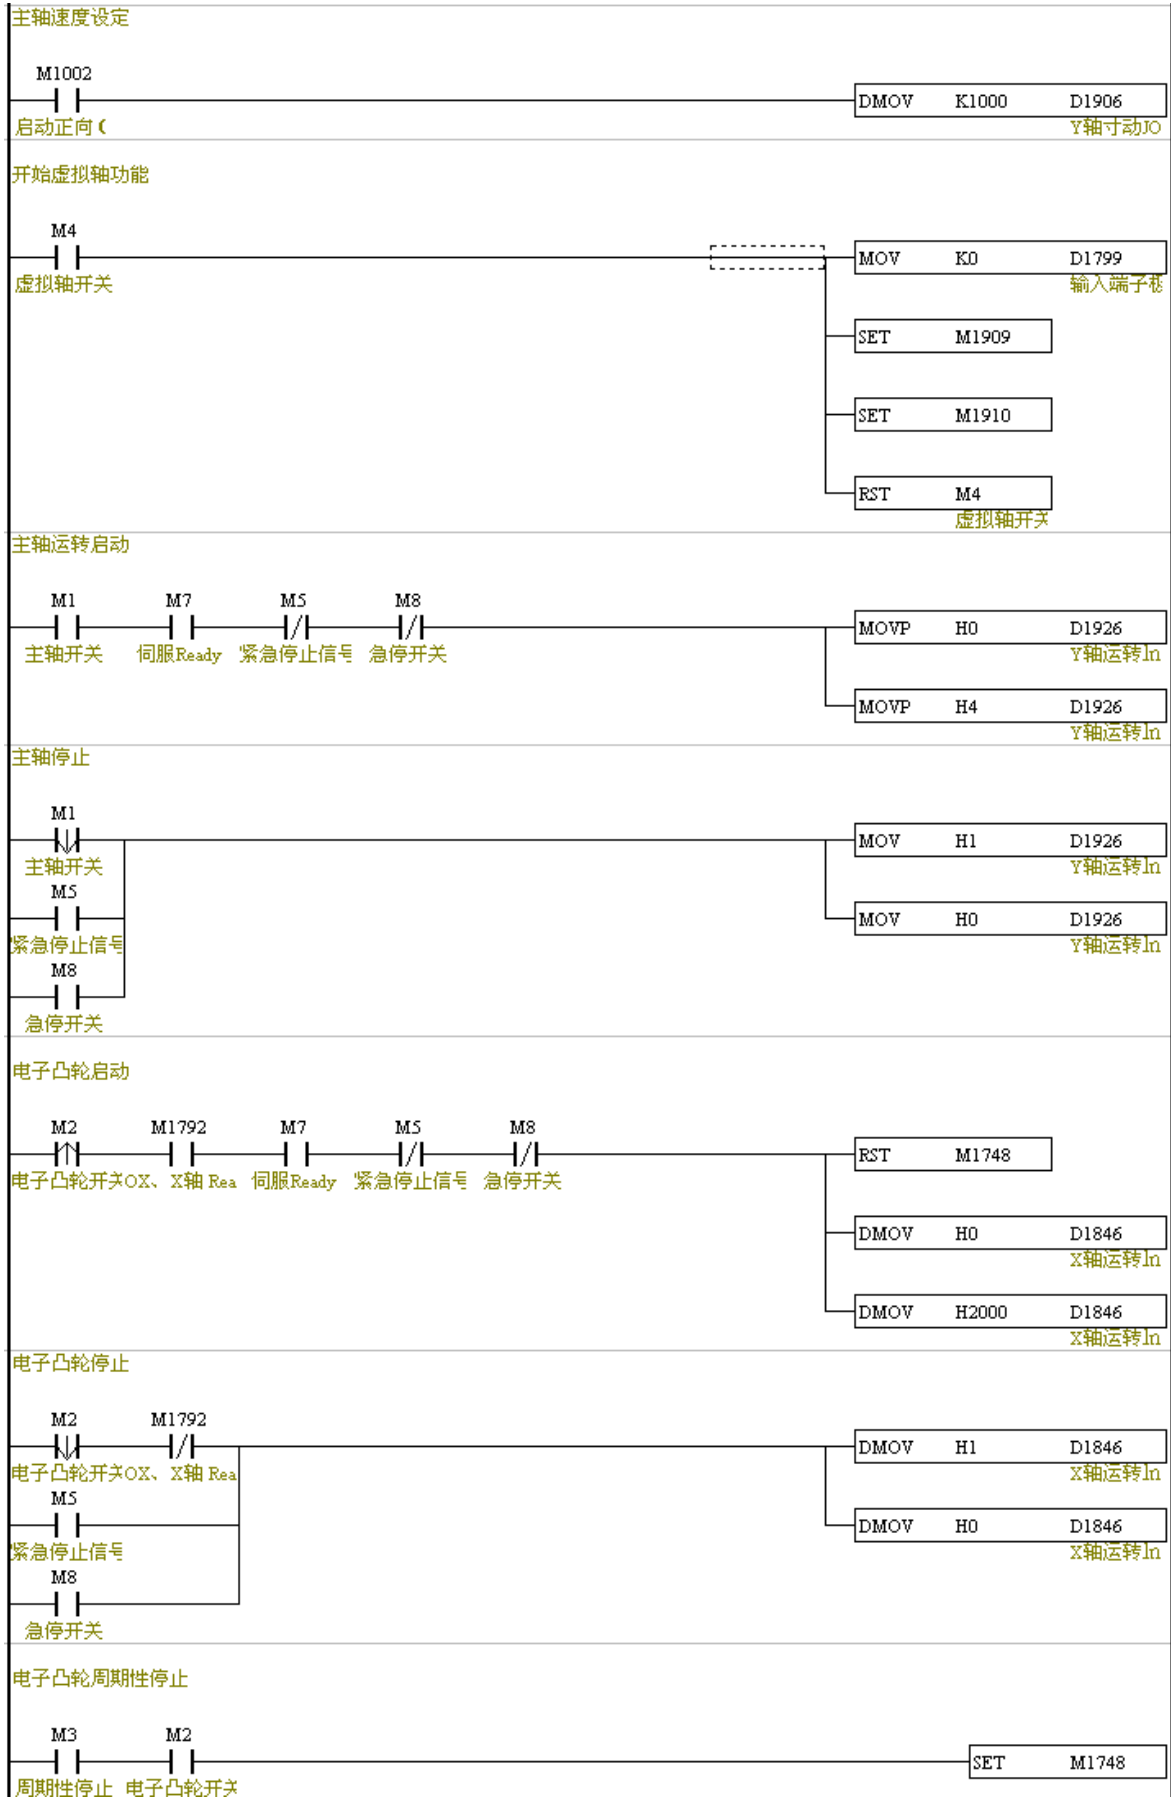 主轴速度设定
M1002
DMOV K1000 D1906
启动正向 (
Y轴寸动JO
开始虚拟轴功能
M4
MOV K0 D1799
虚拟轴开关
输入端子极
SET M1909
SET M1910
RST M4
虚拟轴开关
主轴运转启动
M1 M7 M5 M8
MOVP H0 D1926
主轴开关 伺服Ready 紧急停止信号 急停开关
Y轴运转In
MOVP H4 D1926
Y轴运转In
主轴停止
M1
MOV H1 D1926
主轴开关
Y轴运转In
M5
MOV H0 D1926
紧急停止信号
Y轴运转In
M8
急停开关
电子凸轮启动
M2 M1792 M7 M5 M8
RST M1748
电子凸轮开关OX、X轴 Rea 伺服Ready 紧急停止信号 急停开关
DMOV H0 D1846
X轴运转In
DMOV H2000 D1846
X轴运转In
电子凸轮停止
M2 M1792
DMOV H1 D1846
电子凸轮开关OX、X轴 Rea
X轴运转In
M5
DMOV H0 D1846
紧急停止信号
X轴运转In
M8
急停开关
电子凸轮周期性停止
M3 M2
SET M1748
周期性停止 电子凸轮开关